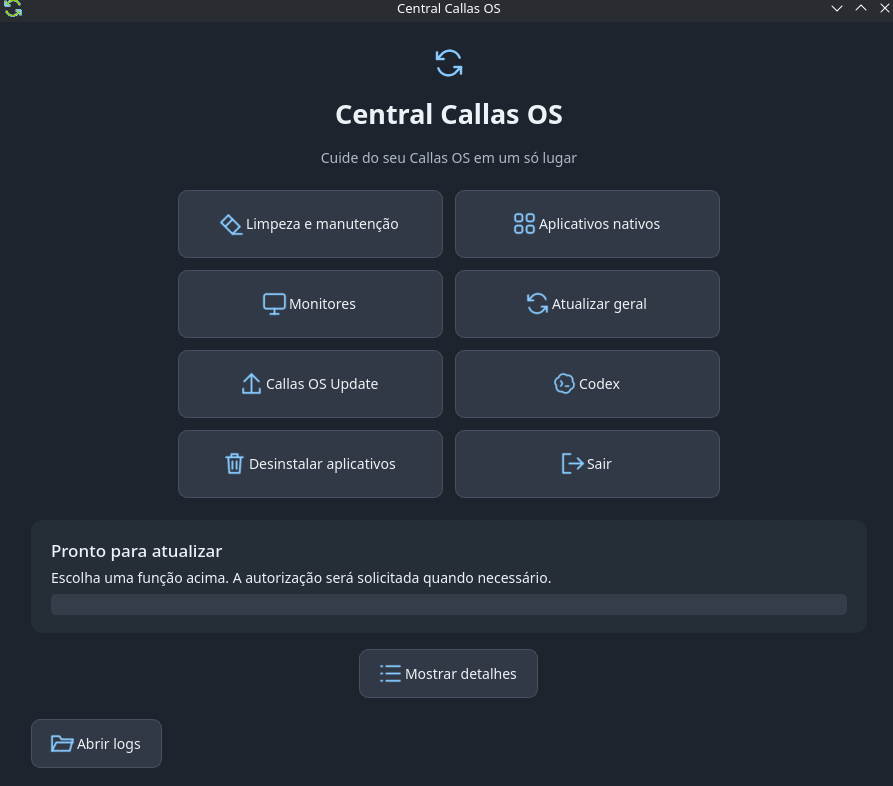 Central Callas OS
Central Callas OS
Cuide do seu Callas OS em um só lugar
Limpeza e manutenção
Aplicativos nativos
Monitores
Atualizar geral
Callas OS Update
Codex
Desinstalar aplicativos
Sair
Pronto para atualizar
Escolha uma função acima. A autorização será solicitada quando necessário.
Mostrar detalhes
Abrir logs